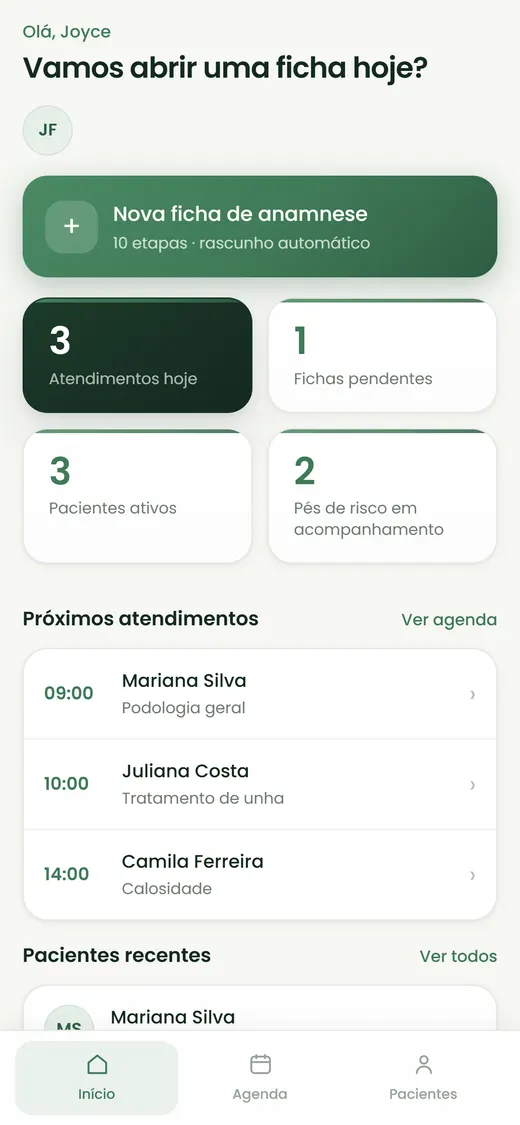 Olá, Joyce
Vamos abrir uma ficha hoje?
JF
+
Nova ficha de anamnese
10 etapas · rascunho automático
3
Atendimentos hoje
1
Fichas pendentes
3
Pacientes ativos
2
Pés de risco em
acompanhamento
Próximos atendimentos
Ver agenda
09:00
Mariana Silva
Podologia geral
›
10:00
Juliana Costa
Tratamento de unha
›
14:00
Camila Ferreira
Calosidade
›
Pacientes recentes
Ver todos
MS
Mariana Silva
Início
Agenda
Pacientes